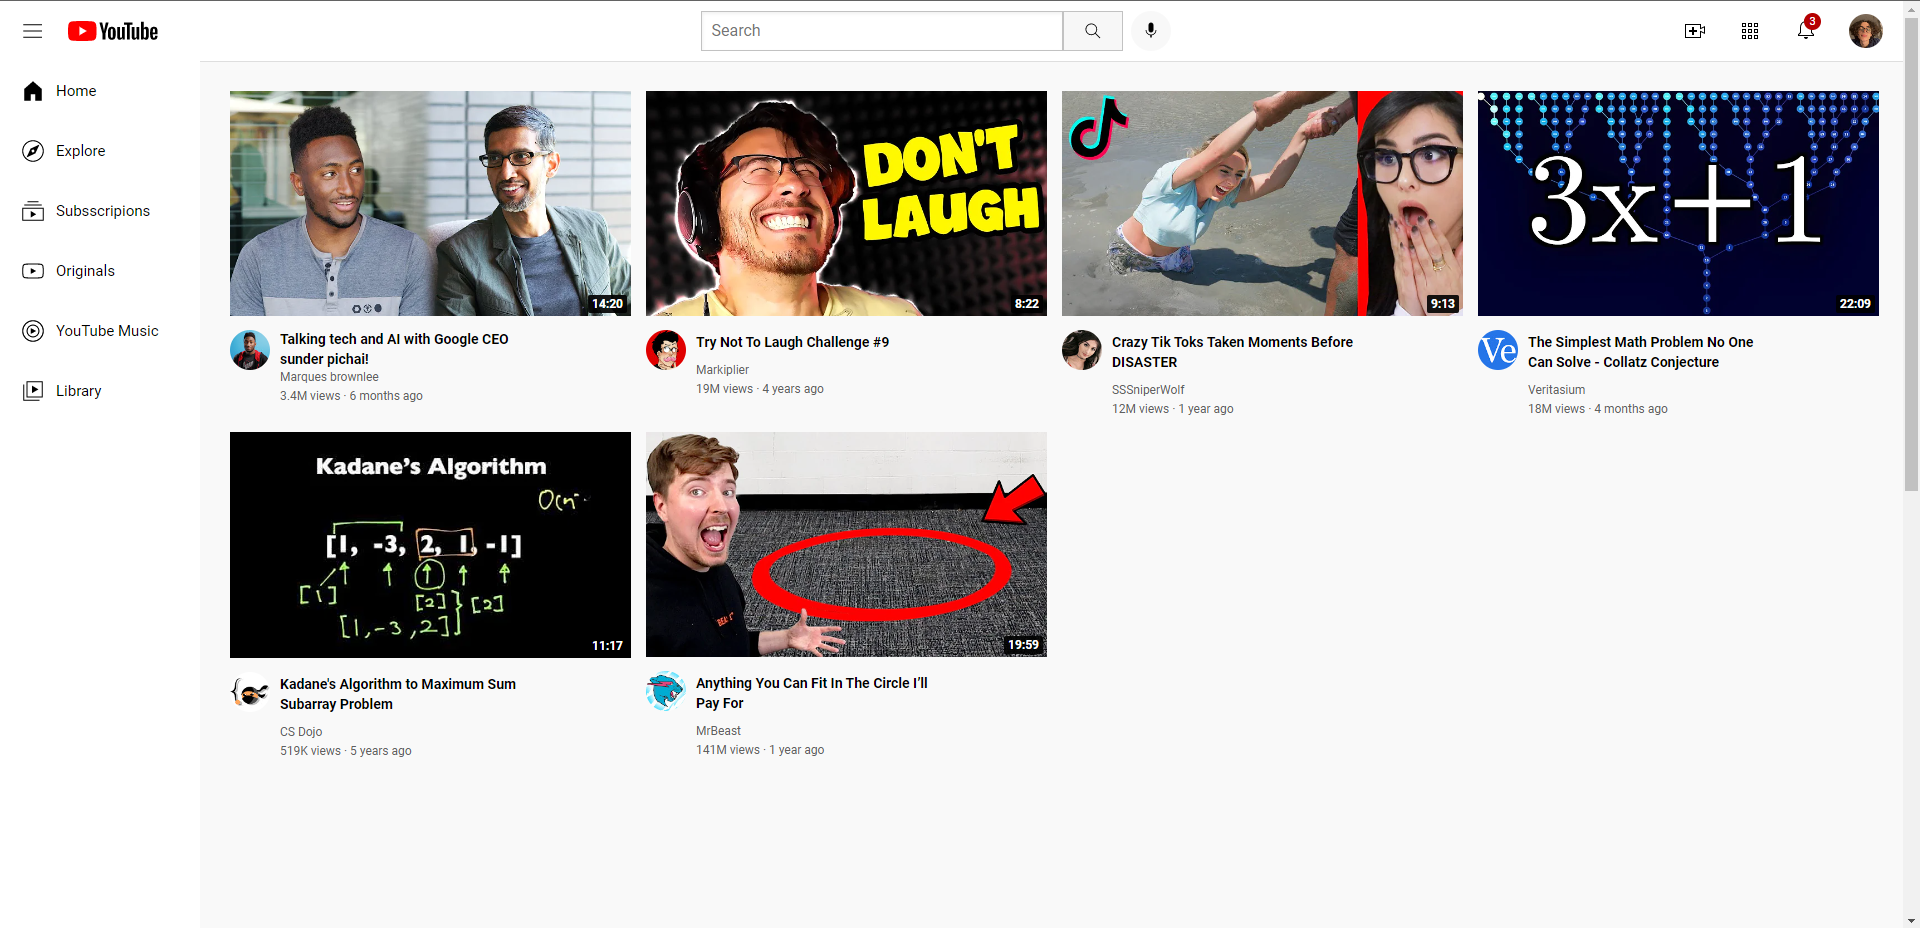 YouTube
Search
3
Home
Explore
Subsscripions
Originals
YouTube Music
Library
DON'T
LAUGH
3x+1
14:20
8:22
9:13
22:09
Talking tech and AI with Google CEO
sunder pichai!
Marques brownlee
3.4M views · 6 months ago
Try Not To Laugh Challenge #9
Markiplier
19M views · 4 years ago
Crazy Tik Toks Taken Moments Before
DISASTER
SSSniperWolf
12M views · 1 year ago
Ve
The Simplest Math Problem No One
Can Solve - Collatz Conjecture
Veritasium
18M views · 4 months ago
Kadane's Algorithm
[1, -3, 2, 1, -1]
[1]
[2]
[2]
[1,-3,2]
11:17
19:59
Kadane's Algorithm to Maximum Sum
Subarray Problem
CS Dojo
519K views · 5 years ago
Anything You Can Fit In The Circle I'll
Pay For
MrBeast
141M views · 1 year ago